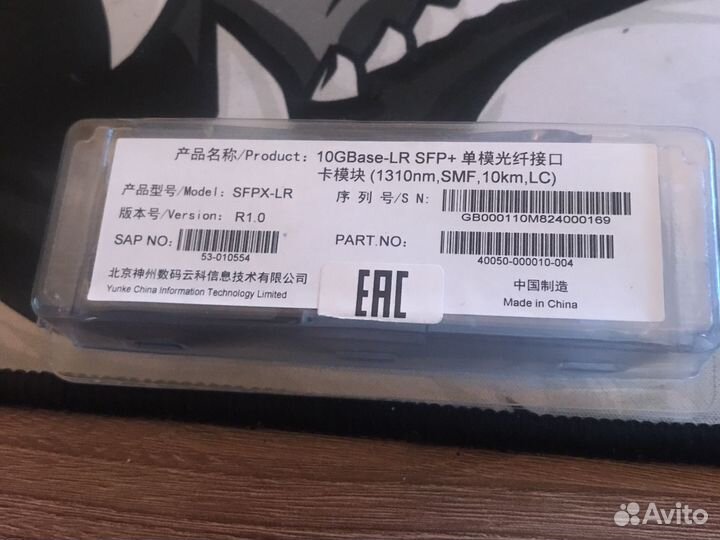 产品名称/Product: 10GBase-LR SFP+ 单模光纤接口
卡模块 (1310nm,SMF,10km,LC)
产品型号/Model: SFPX-LR
序 列 号/S N:
GB000110M824000169
版本号/Version: R1.0
SAP NO:
53-010554
PART.NO:
40050-000010-004
北京神州数码云科信息技术有限公司
Yunke China Information Technology Limited
EAC
中国制造
Made in China
Avito